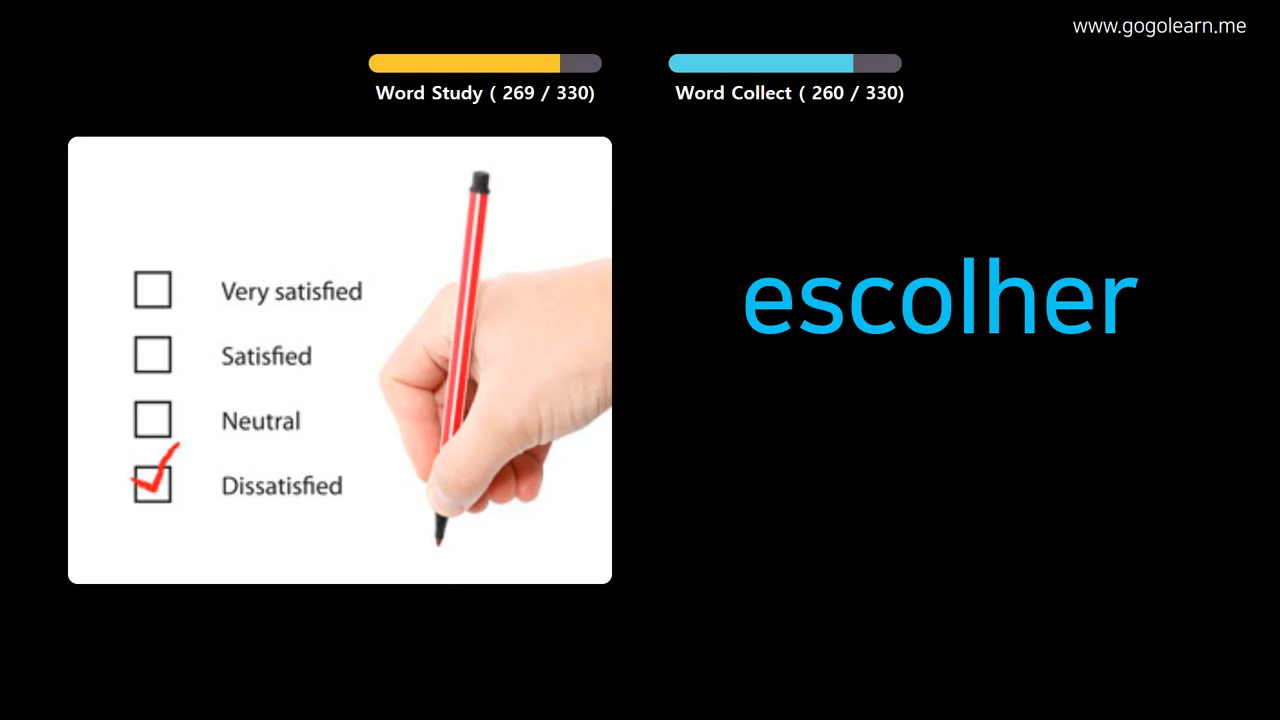 www.gogolearn.me
Word Study ( 269 / 330)
Word Collect ( 260 / 330)
Very satisfied
Satisfied
Neutral
Dissatisfied
escolher